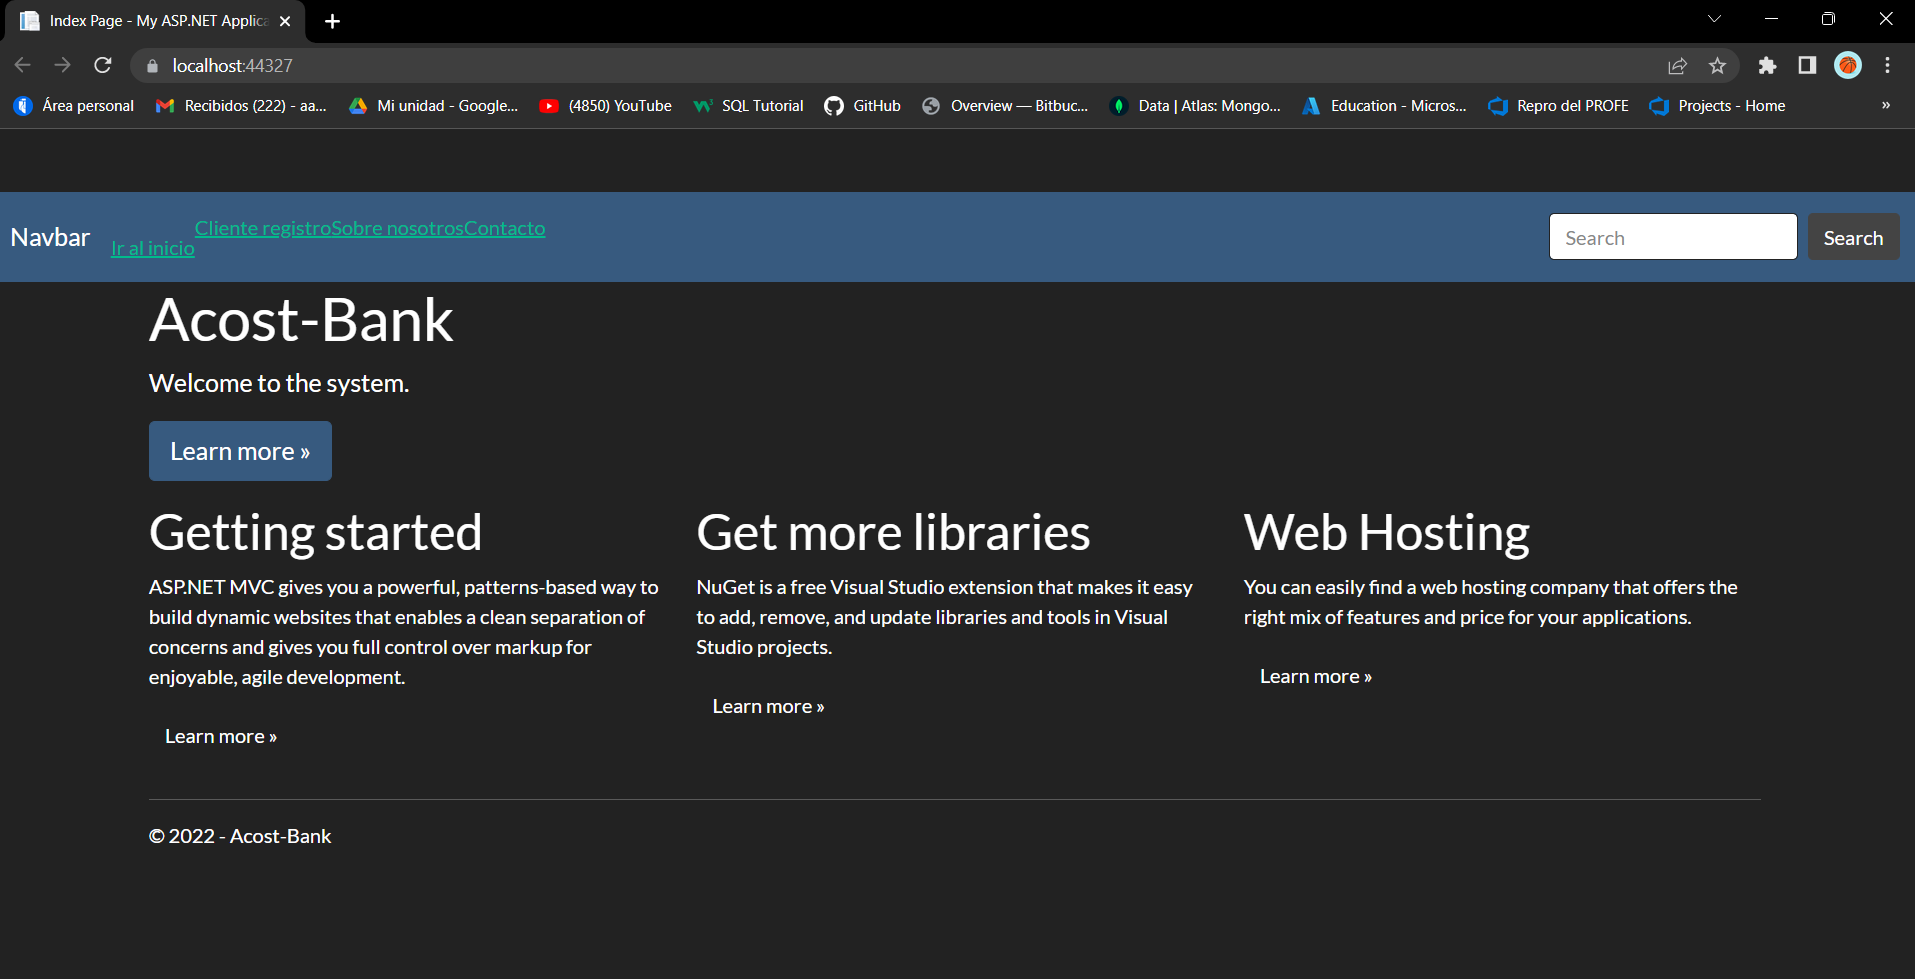 Index Page - My ASP.NET Applica
localhost:44327
Área personal
Recibidos (222) - aa...
Mi unidad - Google...
(4850) YouTube
SQL Tutorial
GitHub
Overview — Bitbuc...
Data | Atlas: Mongo...
Education - Micros...
Repro del PROFE
Projects - Home
»
Navbar
Ir al inicio
Cliente registro
Sobre nosotros
Contacto
Search
Search
Acost-Bank
Welcome to the system.
Learn more »
Getting started
ASP.NET MVC gives you a powerful, patterns-based way to
build dynamic websites that enables a clean separation of
concerns and gives you full control over markup for
enjoyable, agile development.
Learn more »
Get more libraries
NuGet is a free Visual Studio extension that makes it easy
to add, remove, and update libraries and tools in Visual
Studio projects.
Learn more »
Web Hosting
You can easily find a web hosting company that offers the
right mix of features and price for your applications.
Learn more »
© 2022 - Acost-Bank